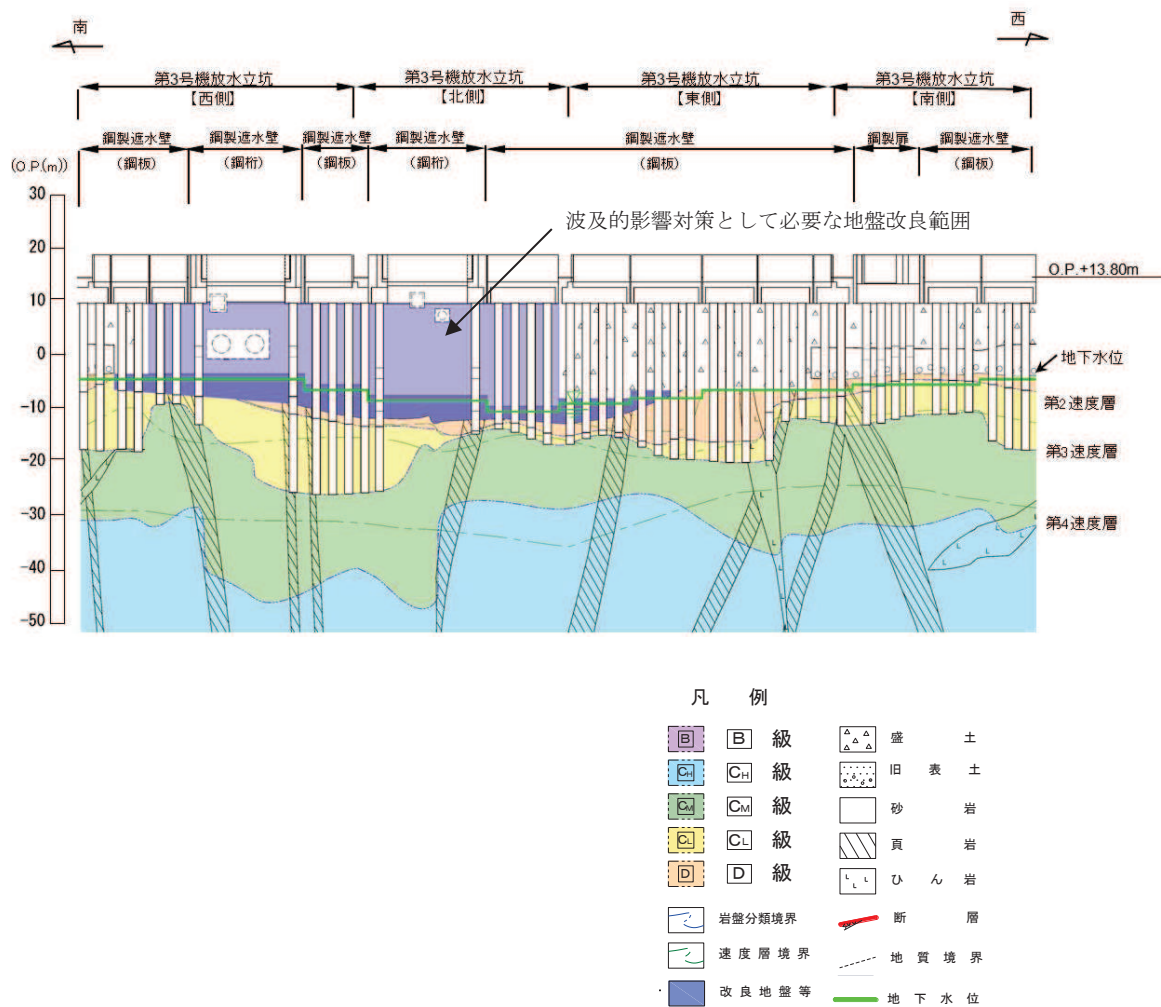 南
西
第3号機放水立坑
【西側】
第3号機放水立坑
【北側】
第3号機放水立坑
【東側】
第3号機放水立坑
【南側】
鋼製遮水壁
(鋼板)
鋼製遮水壁
(鋼桁)
鋼製遮水壁
(鋼板)
鋼製遮水壁
(鋼桁)
鋼製遮水壁
(鋼板)
鋼製扉
鋼製遮水壁
(鋼板)
(O.P.(m))
30
20
10
0
-10
-20
-30
-40
-50
波及的影響対策として必要な地盤改良範囲
O.P.+13.80m
地下水位
第2速度層
第3速度層
第4速度層
凡 例
B B 級
CH CH 級
CM CM 級
CL CL 級
D D 級
岩盤分類境界
速度層境界
改良地盤等
盛 土
旧 表 土
砂 岩
頁 岩
ひ ん 岩
断 層
地 質 境 界
地 下 水 位